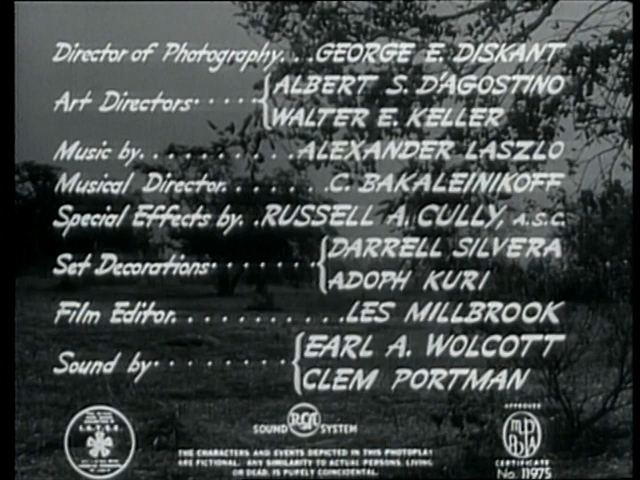 Director of Photography. . . GEORGE E. DISKANT
Art Directors . . . . . { ALBERT S. D'AGOSTINO
WALTER E. KELLER
Music by. . . . . . . . . . ALEXANDER LASZLO
Musical Director. . . . . . . . C. BAKALEINIKOFF
Special Effects by. . RUSSELL A. CULLY, A.S.C.
Set Decorations . . . . . . . { DARRELL SILVERA
ADOPH KURI
Film Editor. . . . . . . . . . . . LES MILLBROOK
Sound by . . . . . . . . { EARL A. WOLCOTT
CLEM PORTMAN
I.A.T.S.E.
SOUND RCA SYSTEM
THE CHARACTERS AND EVENTS DEPICTED IN THIS PHOTOPLAY
ARE FICTIONAL. ANY SIMILARITY TO ACTUAL PERSONS, LIVING
OR DEAD, IS PURELY COINCIDENTAL.
APPROVED
MPPDA
CERTIFICATE
No. 11975